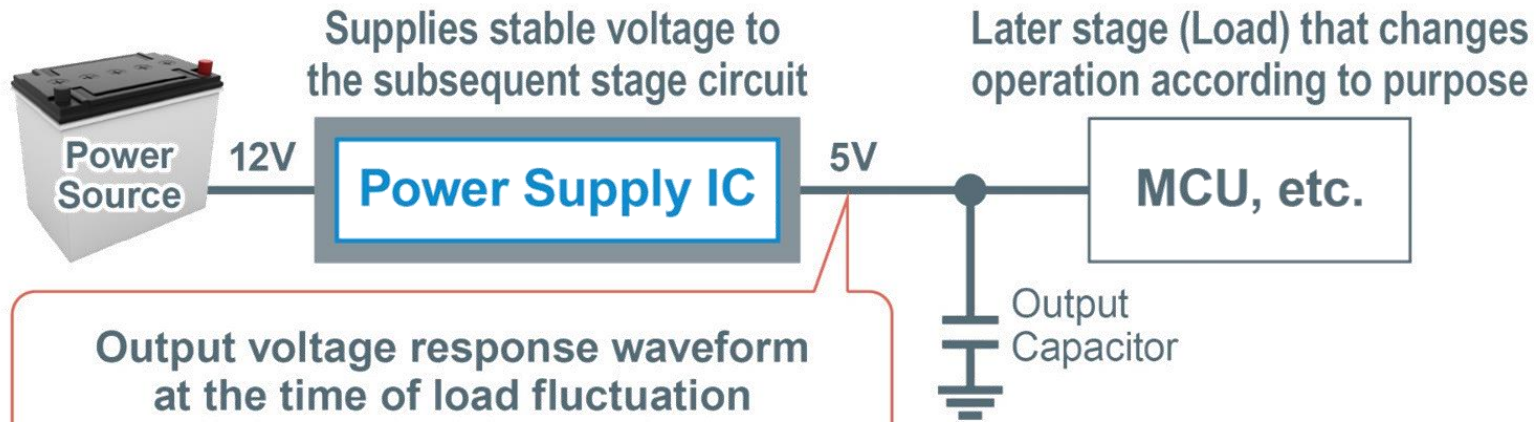 Supplies stable voltage to
the subsequent stage circuit
Later stage (Load) that changes
operation according to purpose
Power
Source
12V
Power Supply IC
5V
MCU, etc.
Output
Capacitor
Output voltage response waveform
at the time of load fluctuation